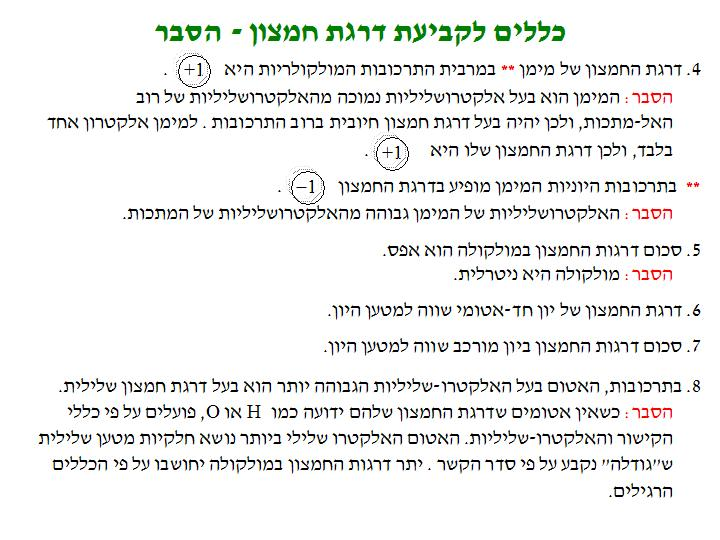 כללים לקביעת דרגת חמצון - הסבר
4. דרגת החמצון של מימן ** במרבית התרכובות המולקולריות היא +1 .
הסבר : המימן הוא בעל אלקטרושליליות נמוכה מהאלקטרושליליות של רוב
האל-מתכות, ולכן יהיה בעל דרגת חמצון חיובית ברוב התרכובות . למימן אלקטרון אחד
בלבד, ולכן דרגת החמצון שלו היא +1 .
** בתרכובות היוניות המימן מופיע בדרגת החמצון −1 .
הסבר : האלקטרושליליות של המימן גבוהה מהאלקטרושליליות של המתכות.
5. סכום דרגות החמצון במולקולה הוא אפס.
הסבר : מולקולה היא ניטרלית.
6. דרגת החמצון של יון חד-אטומי שווה למטען היון.
7. סכום דרגות החמצון ביון מורכב שווה למטען היון.
8. בתרכובות, האטום בעל האלקטרו-שליליות הגבוהה יותר הוא בעל דרגת חמצון שלילית.
הסבר : כשאין אטומים שדרגת החמצון שלהם ידועה כמו H או O, פועלים על פי כללי
הקישור והאלקטרו-שליליות. האטום האלקטרו שלילי ביותר נושא חלקיות מטען שלילית
ש"גודלה" נקבע על פי סדר הקשר . יתר דרגות החמצון במולקולה יחושבו על פי הכללים
הרגילים.